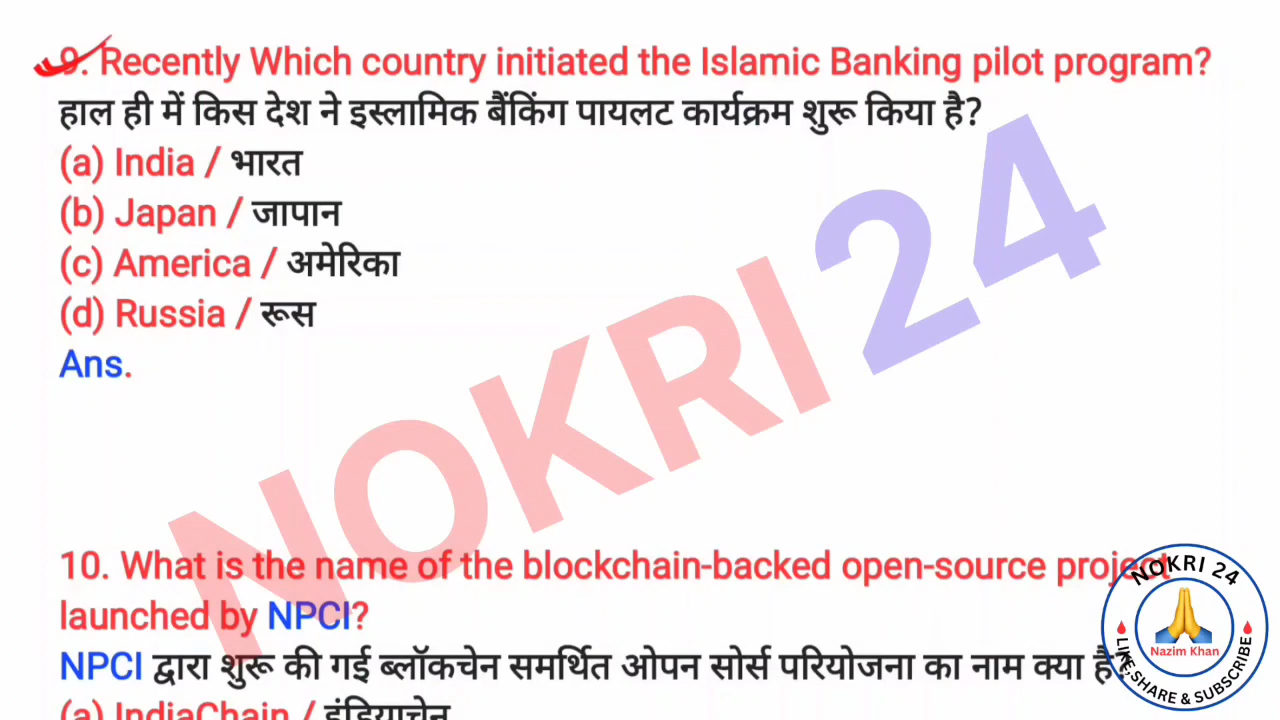 9. Recently Which country initiated the Islamic Banking pilot program?
हाल ही में किस देश ने इस्लामिक बैंकिंग पायलट कार्यक्रम शुरू किया है?
(a) India / भारत
(b) Japan / जापान
(c) America / अमेरिका
(d) Russia / रूस
Ans.
NOKRI 24
10. What is the name of the blockchain-backed open-source project
launched by NPCI?
NPCI द्वारा शुरू की गई ब्लॉकचेन समर्थित ओपन सोर्स परियोजना का नाम क्या है?
(a) IndiaChain / इंडियाचेन
NOKRI 24
Nazim Khan
LIKE, SHARE & SUBSCRIBE